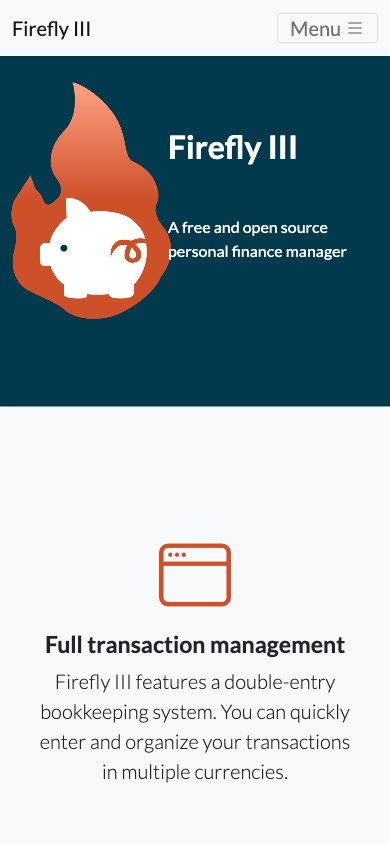 Firefly III
Menu
Firefly III
A free and open source
personal finance manager
Full transaction management
Firefly III features a double-entry
bookkeeping system. You can quickly
enter and organize your transactions
in multiple currencies.